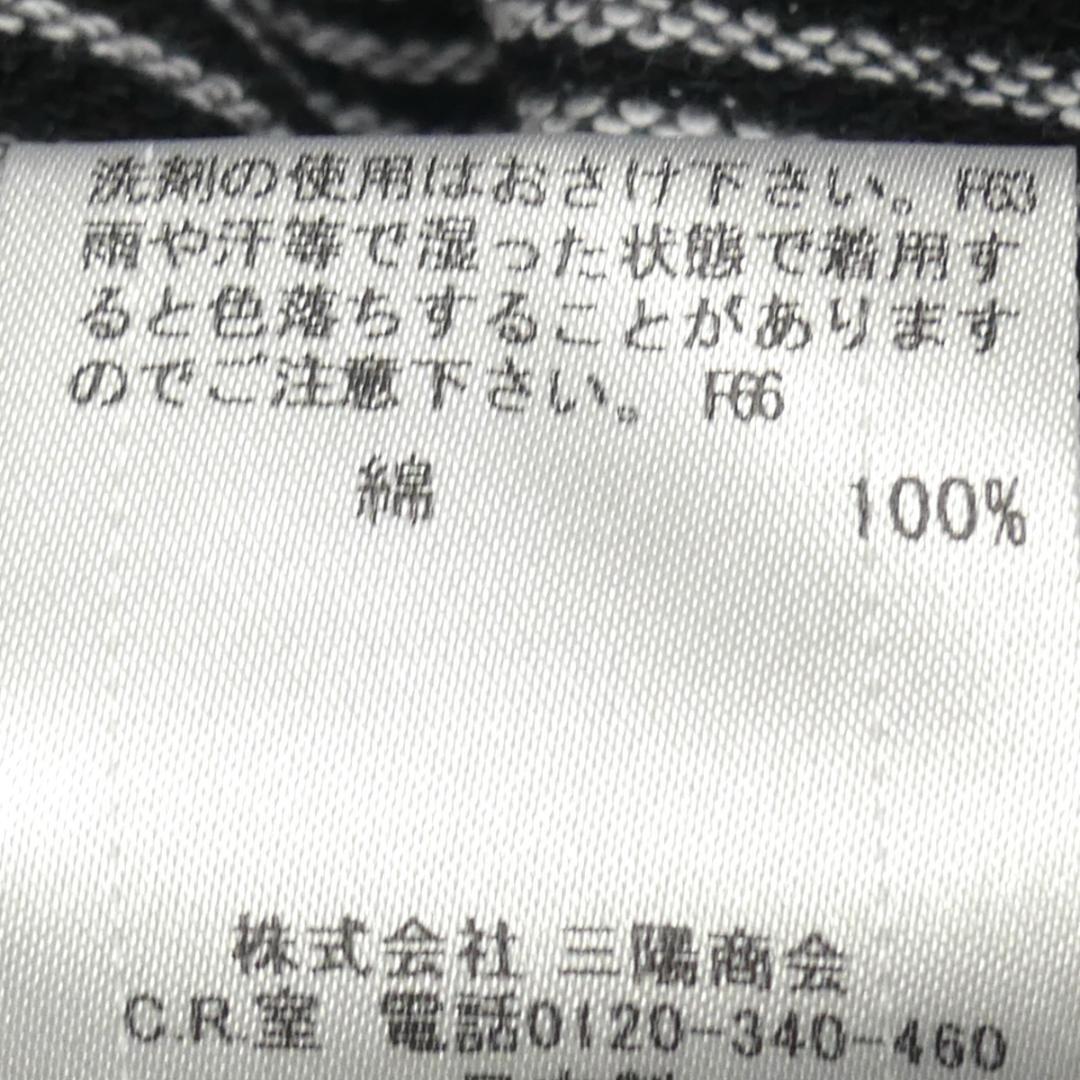 洗剤の使用はおさけ下さい。 F63
雨や汗等で湿った状態で着用す
ると色落ちすることがあります
のでご注意下さい。 F66
綿 100%
株式会社 三陽商会
C.R.室 電話0120-340-460